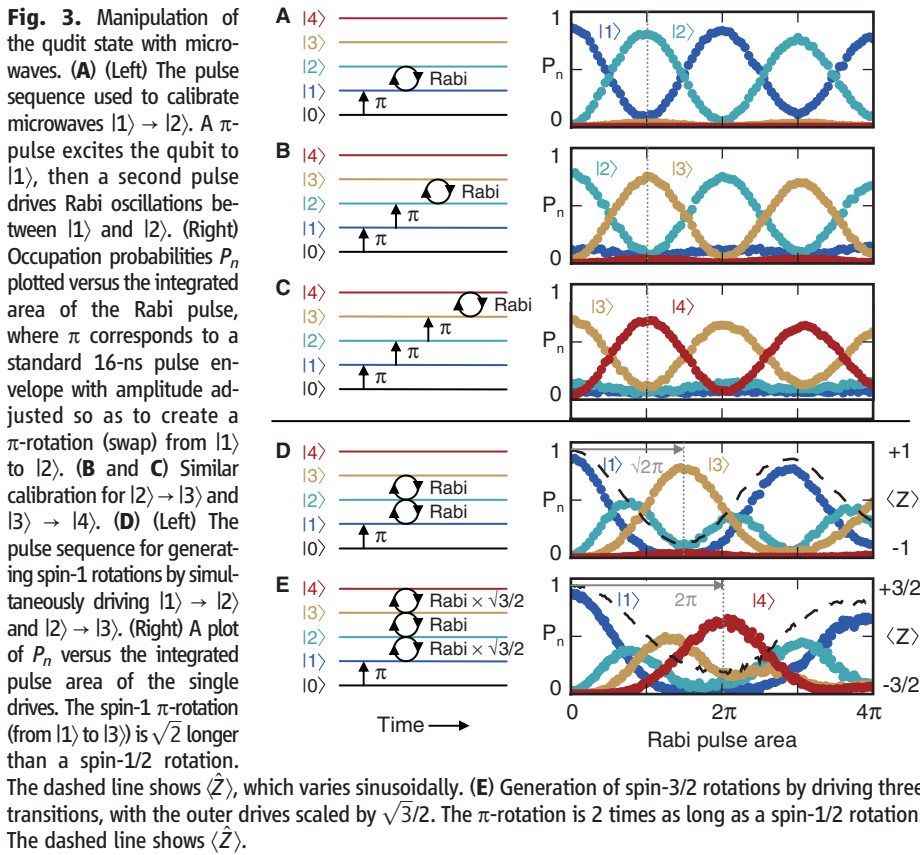 Fig. 3. Manipulation of
the qudit state with micro-
waves. (A) (Left) The pulse
sequence used to calibrate
microwaves |1⟩ → |2⟩. A π-
pulse excites the qubit to
|1⟩, then a second pulse
drives Rabi oscillations be-
tween |1⟩ and |2⟩. (Right)
Occupation probabilities Pn
plotted versus the integrated
area of the Rabi pulse,
where π corresponds to a
standard 16-ns pulse en-
velope with amplitude ad-
justed so as to create a
π-rotation (swap) from |1⟩
to |2⟩. (B and C) Similar
calibration for |2⟩ → |3⟩ and
|3⟩ → |4⟩. (D) (Left) The
pulse sequence for generat-
ing spin-1 rotations by simul-
taneously driving |1⟩ → |2⟩
and |2⟩ → |3⟩. (Right) A plot
of Pn versus the integrated
pulse area of the single
drives. The spin-1 π-rotation
(from |1⟩ to |3⟩) is √2 longer
than a spin-1/2 rotation.
The dashed line shows ⟨Ẑ⟩, which varies sinusoidally. (E) Generation of spin-3/2 rotations by driving three
transitions, with the outer drives scaled by √3/2. The π-rotation is 2 times as long as a spin-1/2 rotation.
The dashed line shows ⟨Ẑ⟩.
A
|4⟩
|3⟩
|2⟩
|1⟩
|0⟩
π
Rabi
1
Pn
0
|1⟩
|2⟩
B
|4⟩
|3⟩
|2⟩
|1⟩
|0⟩
π
π
Rabi
1
Pn
0
|2⟩
|3⟩
C
|4⟩
|3⟩
|2⟩
|1⟩
|0⟩
π
π
π
Rabi
1
Pn
0
|3⟩
|4⟩
D
|4⟩
|3⟩
|2⟩
|1⟩
|0⟩
π
Rabi
Rabi
1
Pn
0
|1⟩
√2π
|3⟩
+1
⟨Z⟩
-1
E
|4⟩
|3⟩
|2⟩
|1⟩
|0⟩
π
Rabi × √3/2
Rabi
Rabi × √3/2
1
Pn
0
|1⟩
2π
|4⟩
+3/2
⟨Z⟩
-3/2
Time →
0
2π
4π
Rabi pulse area